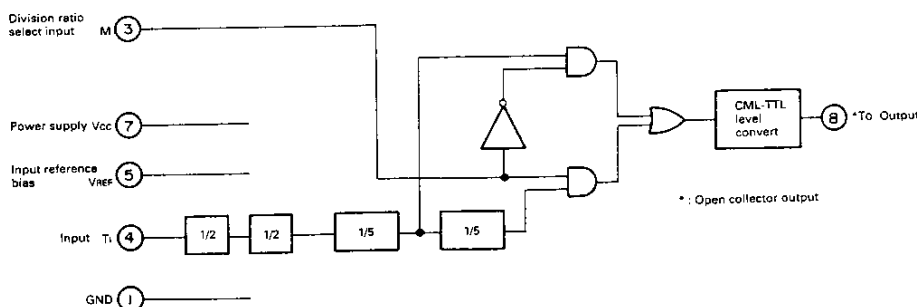 Division ratio
select input M 3
Power supply Vcc 7
Input reference
bias VREF 5
Input Ti 4
1/2 1/2 1/5 1/5
GND 1
CML-TTL
level
convert
8 *To Output
* : Open collector output